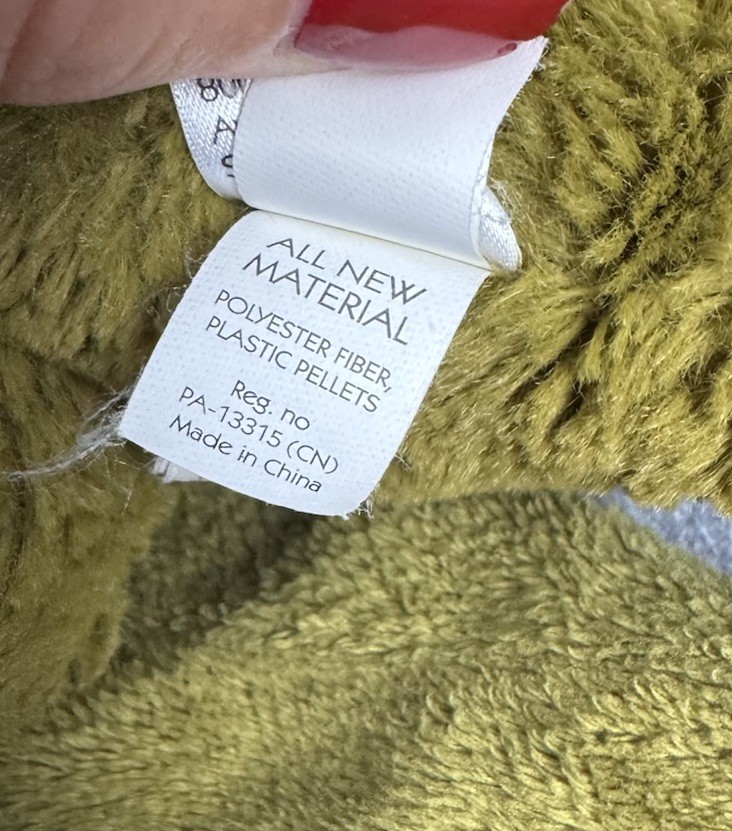 ALL NEW
MATERIAL
POLYESTER FIBER,
PLASTIC PELLETS
Reg. no
PA-13315 (CN)
Made in China